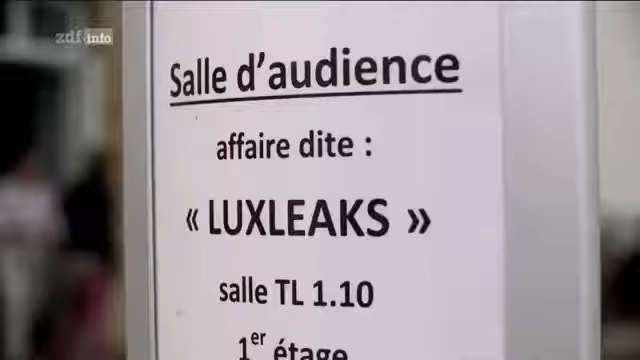 zdf.info
Salle d'audience
affaire dite :
« LUXLEAKS »
salle TL 1.10
1er étage